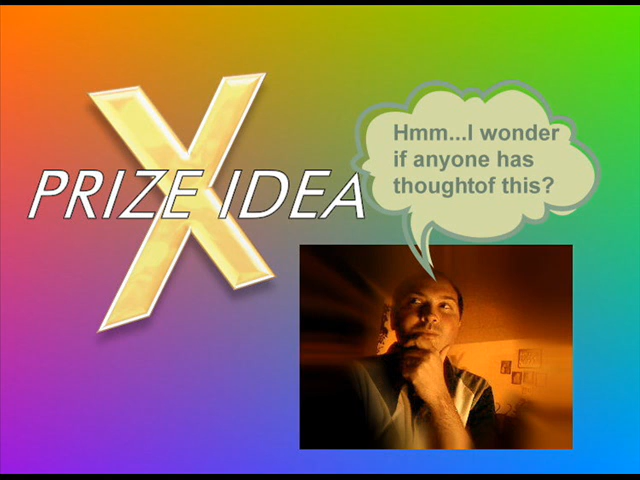 X
PRIZE IDEA
Hmm...I wonder
if anyone has
thoughtof this?